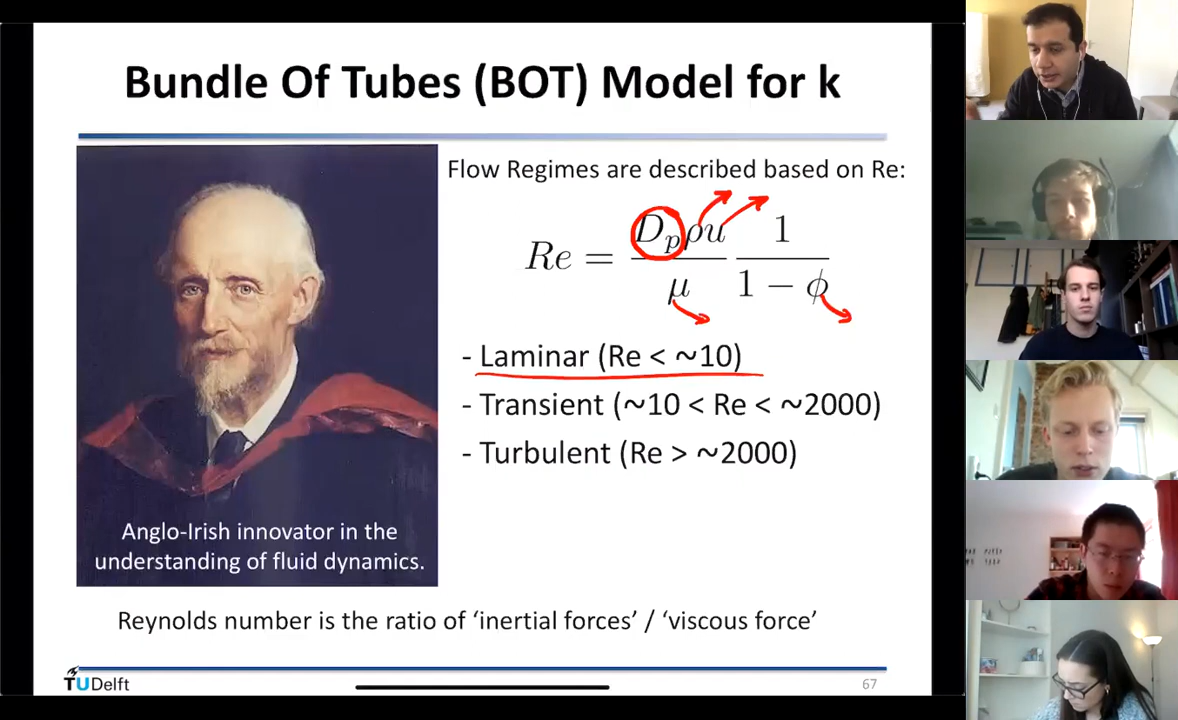 Bundle Of Tubes (BOT) Model for k
Flow Regimes are described based on Re:
Re = D_p ρu / μ 1 / 1 − ϕ
- Laminar (Re < ~10)
- Transient (~10 < Re < ~2000)
- Turbulent (Re > ~2000)
Anglo-Irish innovator in the
understanding of fluid dynamics.
Reynolds number is the ratio of ‘inertial forces’ / ‘viscous force’
TUDelft
67